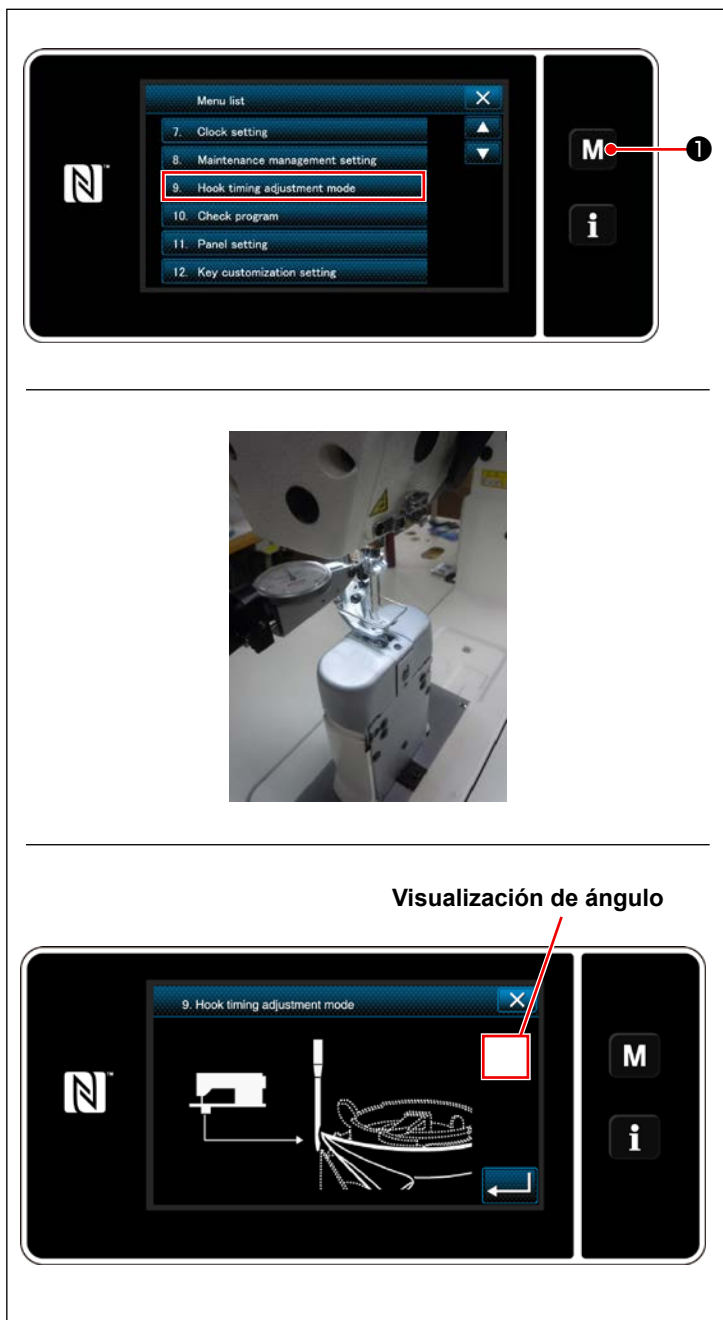 Menu list
7. Clock setting
8. Maintenance management setting
9. Hook timing adjustment mode
10. Check program
11. Panel setting
12. Key customization setting
M
❶
i
Visualización de ángulo
9. Hook timing adjustment mode
M
i